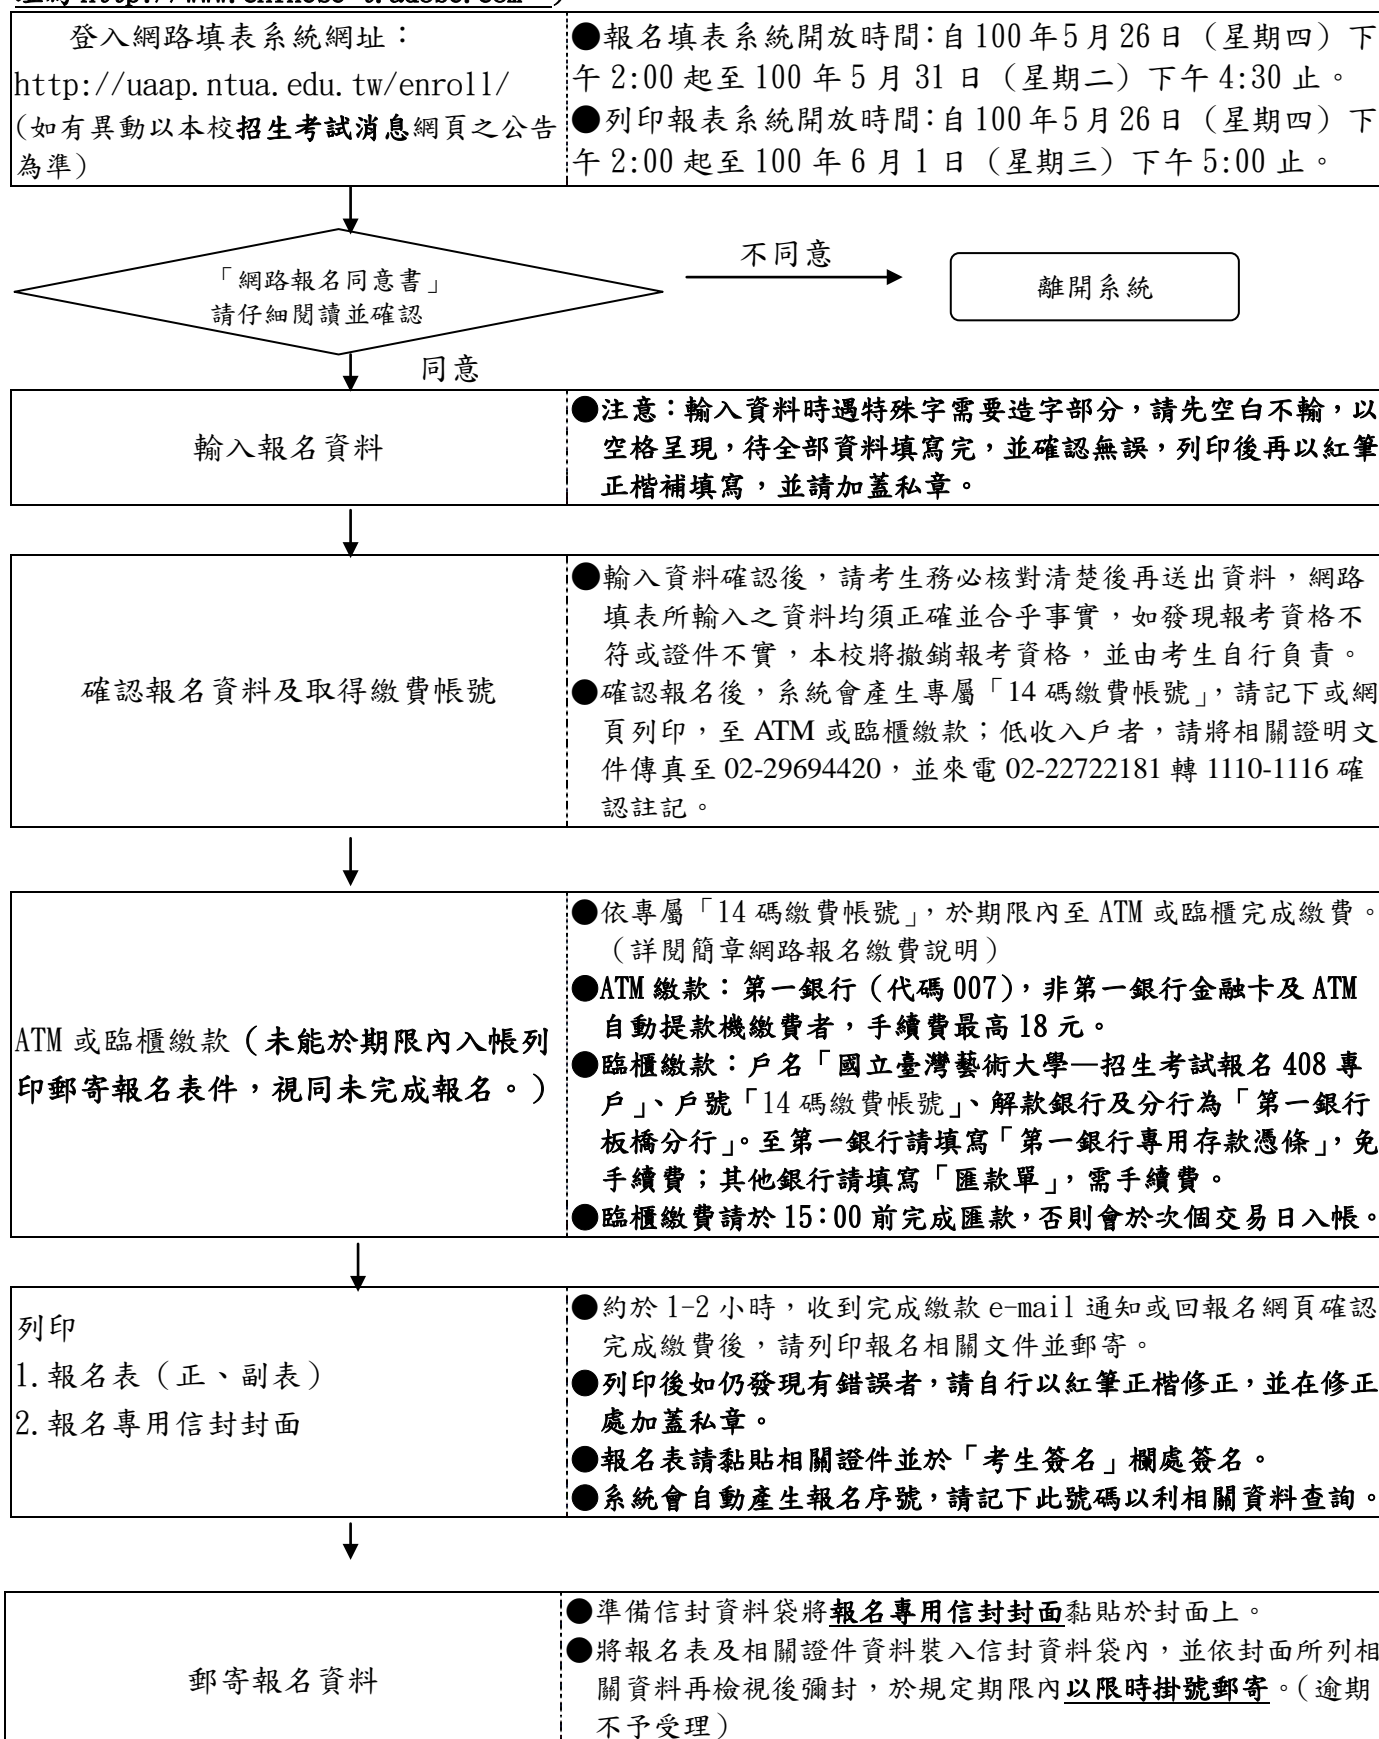 登入網路填表系統網址：
http://uaap.ntua.edu.tw/enroll/
(如有異動以本校招生考試消息網頁之公告
為準)
●報名填表系統開放時間：自100年5月26日（星期四）下
午2:00起至100年5月31日（星期二）下午4:30止。
●列印報表系統開放時間：自100年5月26日（星期四）下
午2:00起至100年6月1日（星期三）下午5:00止。
「網路報名同意書」
請仔細閱讀並確認
不同意
離開系統
同意
輸入報名資料
●注意：輸入資料時遇特殊字需要造字部分，請先空白不輸，以
空格呈現，待全部資料填寫完，並確認無誤，列印後再以紅筆
正楷補填寫，並請加蓋私章。
確認報名資料及取得繳費帳號
●輸入資料確認後，請考生務必核對清楚後再送出資料，網路
填表所輸入之資料均須正確並合乎事實，如發現報考資格不
符或證件不實，本校將撤銷報考資格，並由考生自行負責。
●確認報名後，系統會產生專屬「14碼繳費帳號」，請記下或網
頁列印，至ATM或臨櫃繳款；低收入戶者，請將相關證明文
件傳真至02-29694420，並來電02-22722181轉1110-1116確
認註記。
ATM或臨櫃繳款（未能於期限內入帳列
印郵寄報名表件，視同未完成報名。）
●依專屬「14碼繳費帳號」，於期限內至ATM或臨櫃完成繳費。
（詳閱簡章網路報名繳費說明）
●ATM繳款：第一銀行（代碼007），非第一銀行金融卡及ATM
自動提款機繳費者，手續費最高18元。
●臨櫃繳款：戶名「國立臺灣藝術大學—招生考試報名408專
戶」、戶號「14碼繳費帳號」、解款銀行及分行為「第一銀行
板橋分行」。至第一銀行請填寫「第一銀行專用存款憑條」，免
手續費；其他銀行請填寫「匯款單」，需手續費。
●臨櫃繳費請於15:00前完成匯款，否則會於次個交易日入帳。
列印
1.報名表（正、副表）
2.報名專用信封封面
●約於1-2小時，收到完成繳款e-mail通知或回報名網頁確認
完成繳費後，請列印報名相關文件並郵寄。
●列印後如仍發現有錯誤者，請自行以紅筆正楷修正，並在修正
處加蓋私章。
●報名表請黏貼相關證件並於「考生簽名」欄處簽名。
●系統會自動產生報名序號，請記下此號碼以利相關資料查詢。
郵寄報名資料
●準備信封資料袋將報名專用信封封面黏貼於封面上。
●將報名表及相關證件資料裝入信封資料袋內，並依封面所列相
關資料再檢視後彌封，於規定期限內以限時掛號郵寄。（逾期
不予受理）